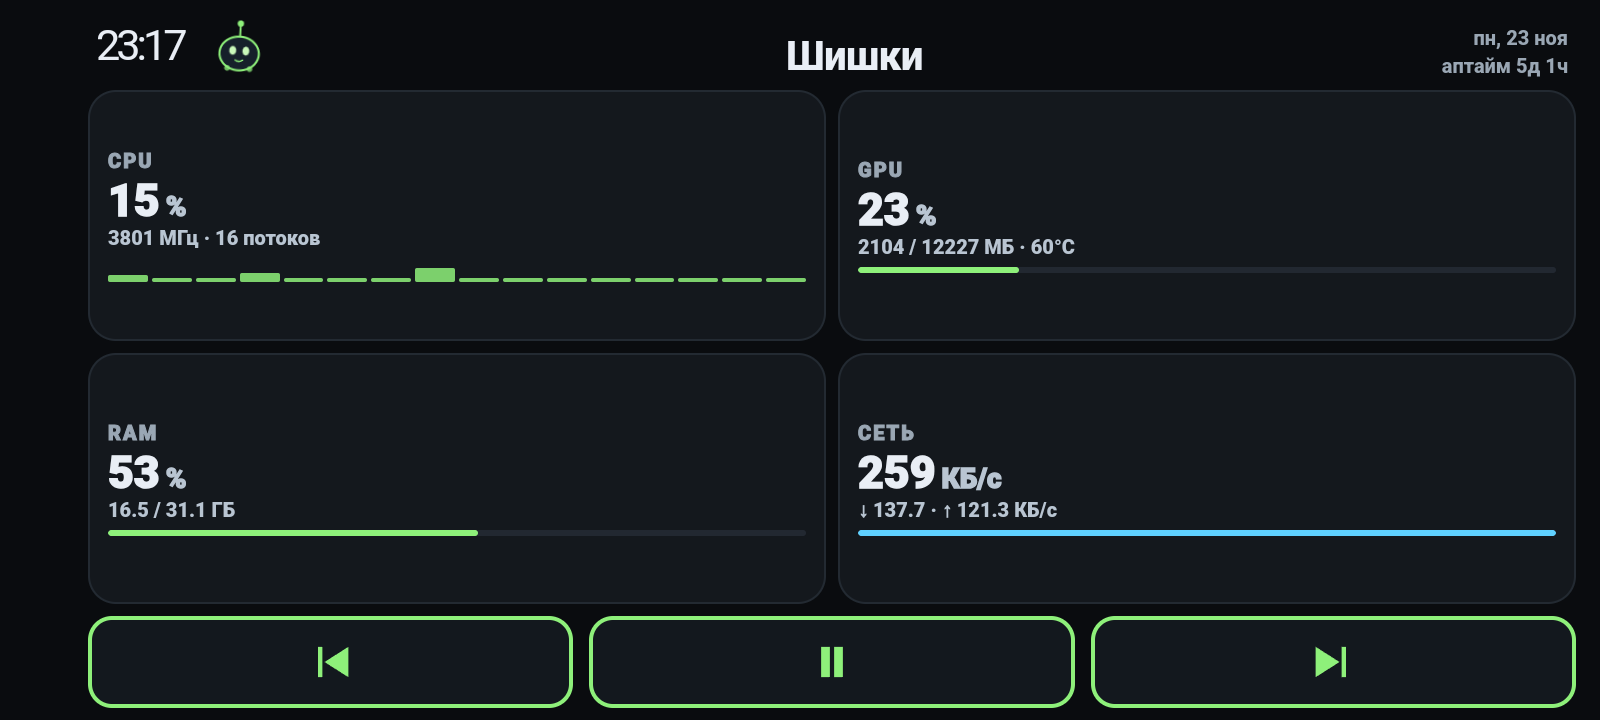 23:17
Шишки
пн, 23 ноя
аптайм 5д 1ч
CPU
15 %
3801 МГц · 16 потоков
GPU
23 %
2104 / 12227 МБ · 60°C
RAM
53 %
16.5 / 31.1 ГБ
СЕТЬ
259 КБ/с
↓ 137.7 · ↑ 121.3 КБ/с